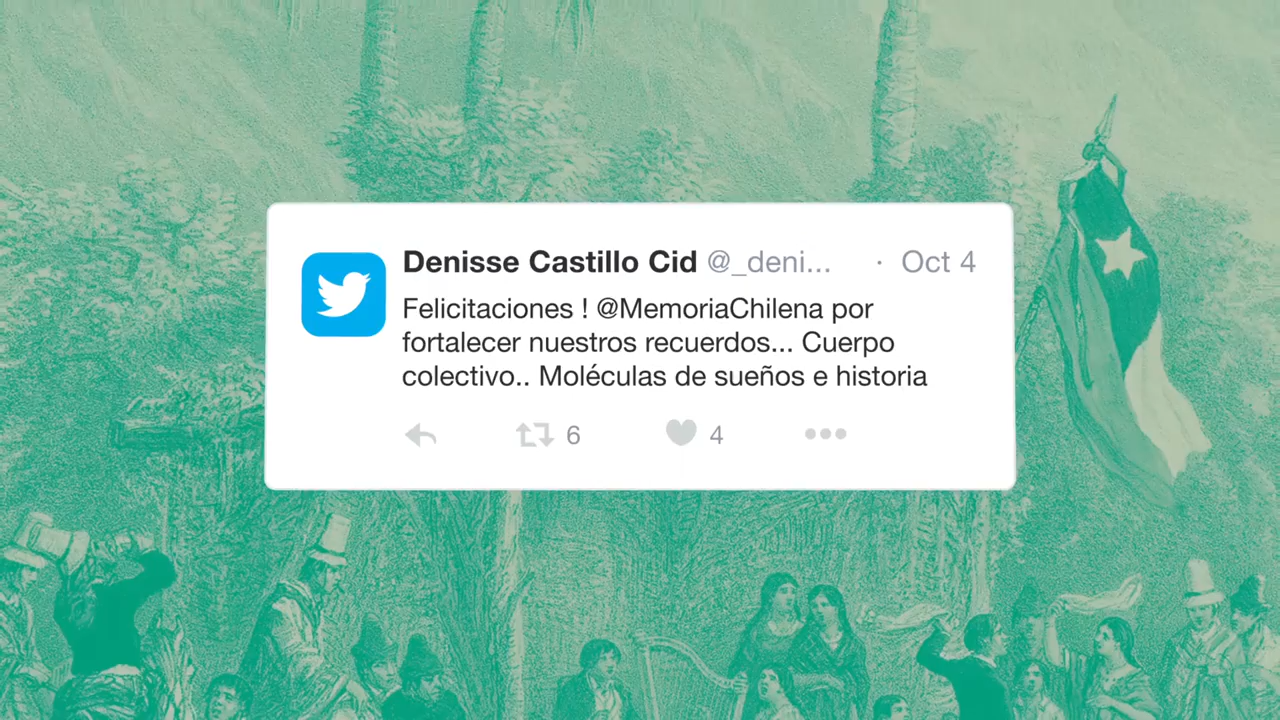 Denisse Castillo Cid @_deni... · Oct 4
Felicitaciones ! @MemoriaChilena por
fortalecer nuestros recuerdos... Cuerpo
colectivo.. Moléculas de sueños e historia
6 4